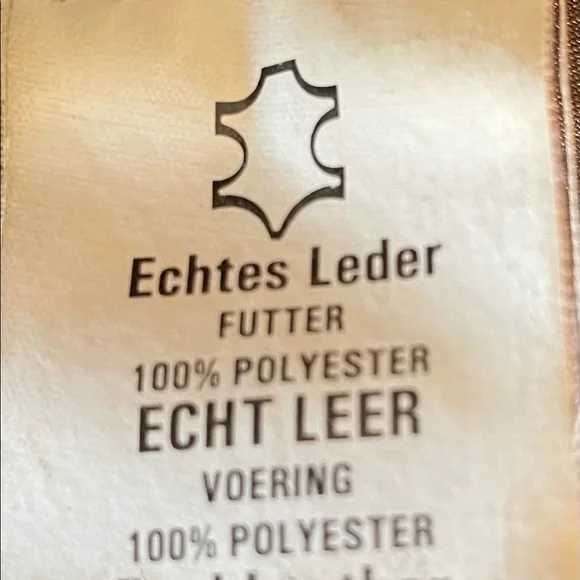 Echtes Leder
FUTTER
100% POLYESTER
ECHT LEER
VOERING
100% POLYESTER